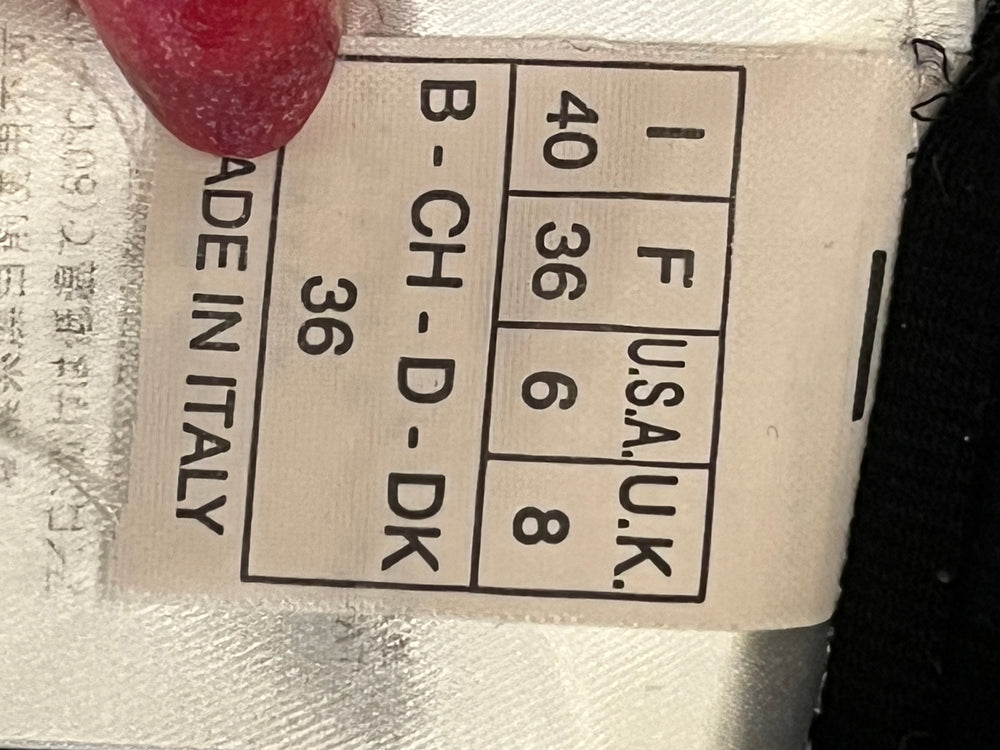 I F U.S.A. U.K.
40 36 6 8
B - CH - D - DK
36
ADE IN ITALY